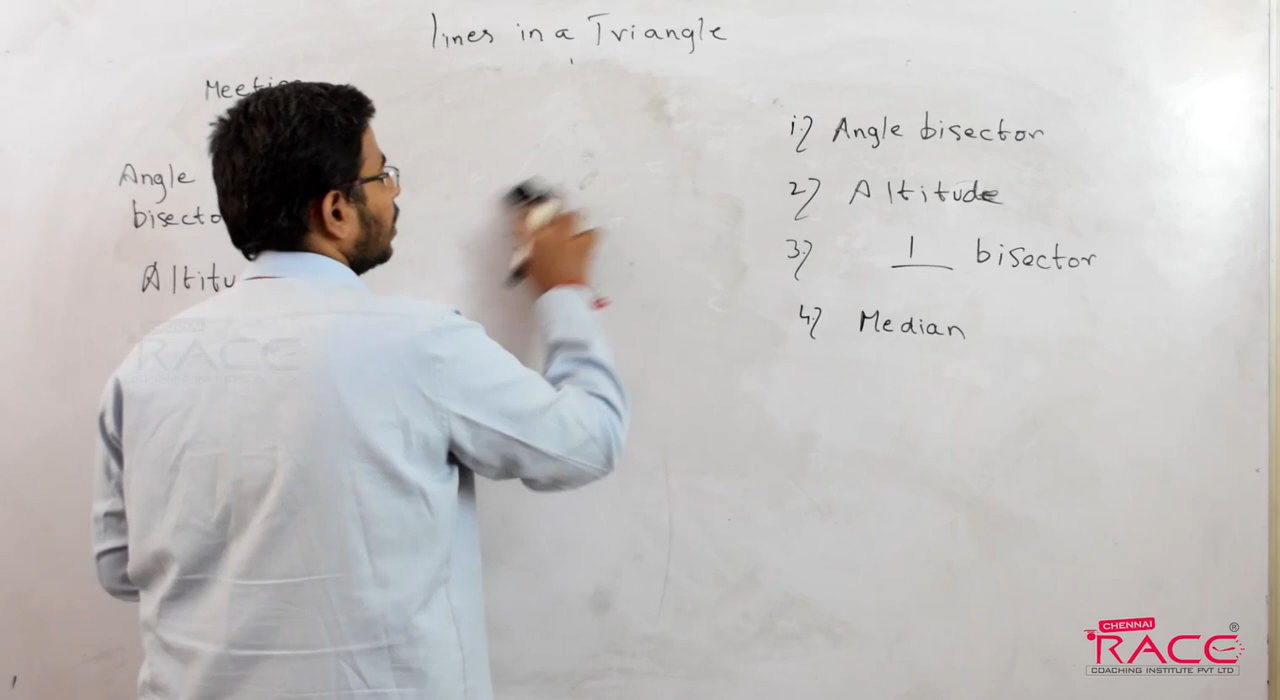 lines in a Triangle
Angle
bisecto
Altitu
1.) Angle bisector
2) Altitude
3.) ⊥ bisector
4.) Median
RACE
CHENNAI
RACE ®
COACHING INSTITUTE PVT LTD